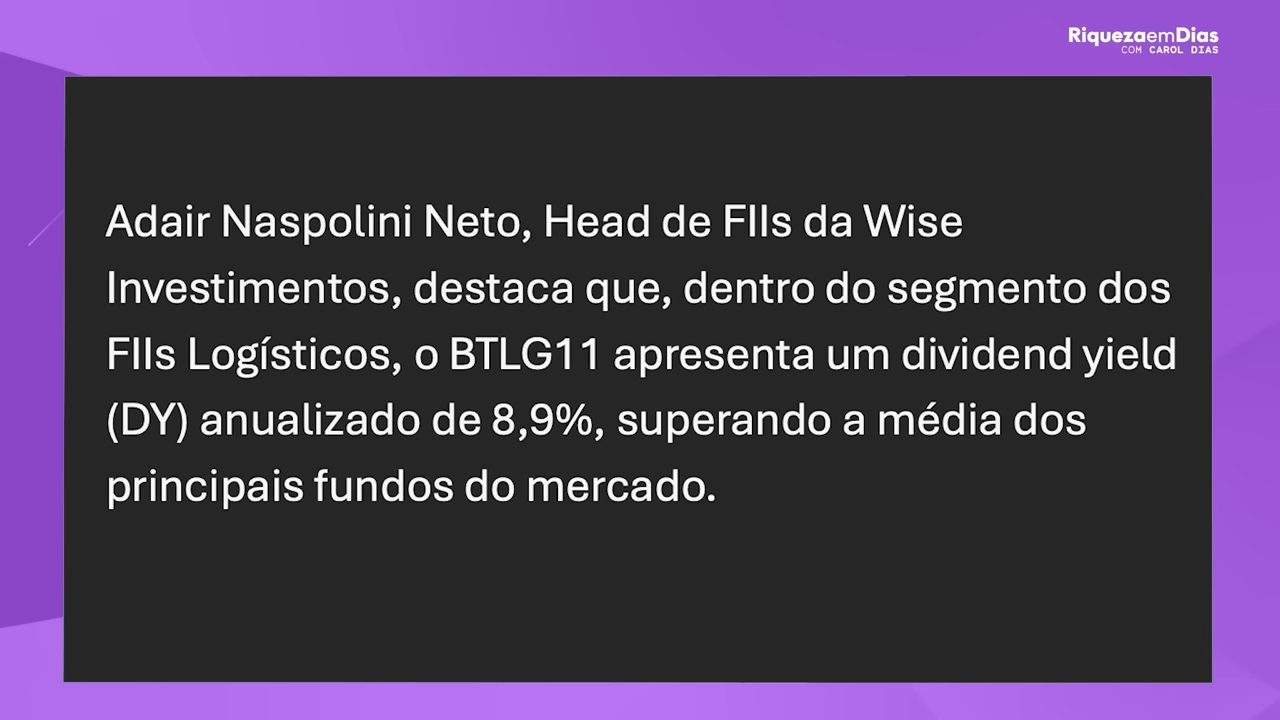 RiquezaemDias
COM CAROL DIAS
Adair Naspolini Neto, Head de FIIs da Wise
Investimentos, destaca que, dentro do segmento dos
FIIs Logísticos, o BTLG11 apresenta um dividend yield
(DY) anualizado de 8,9%, superando a média dos
principais fundos do mercado.